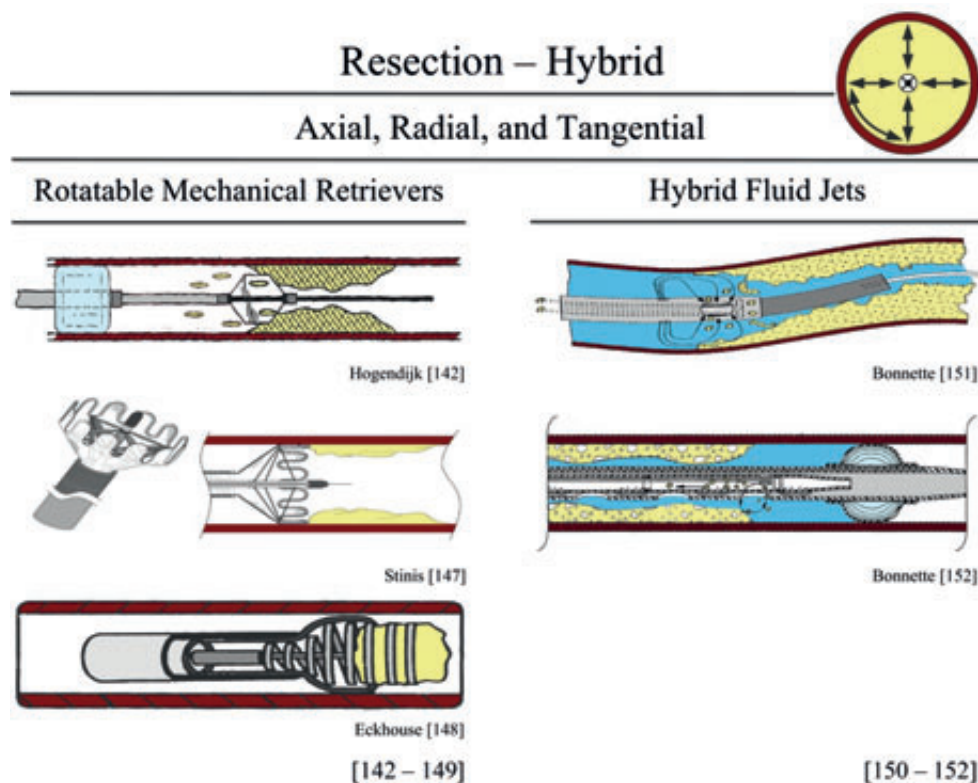 Resection – Hybrid
Axial, Radial, and Tangential
Rotatable Mechanical Retrievers
Hogendijk [142]
Stinis [147]
Eckhouse [148]
[142 – 149]
Hybrid Fluid Jets
Bonnette [151]
Bonnette [152]
[150 – 152]